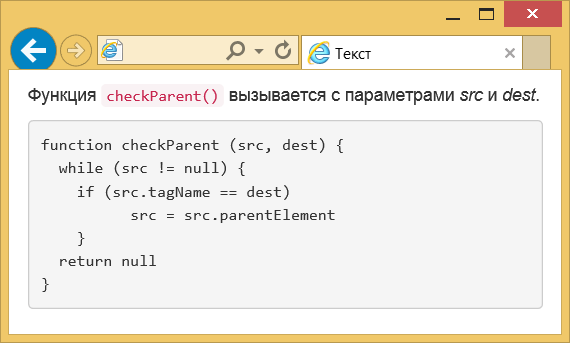 Текст
Функция checkParent() вызывается с параметрами src и dest.
function checkParent (src, dest) {
  while (src != null) {
    if (src.tagName == dest)
          src = src.parentElement
    }
  return null
}